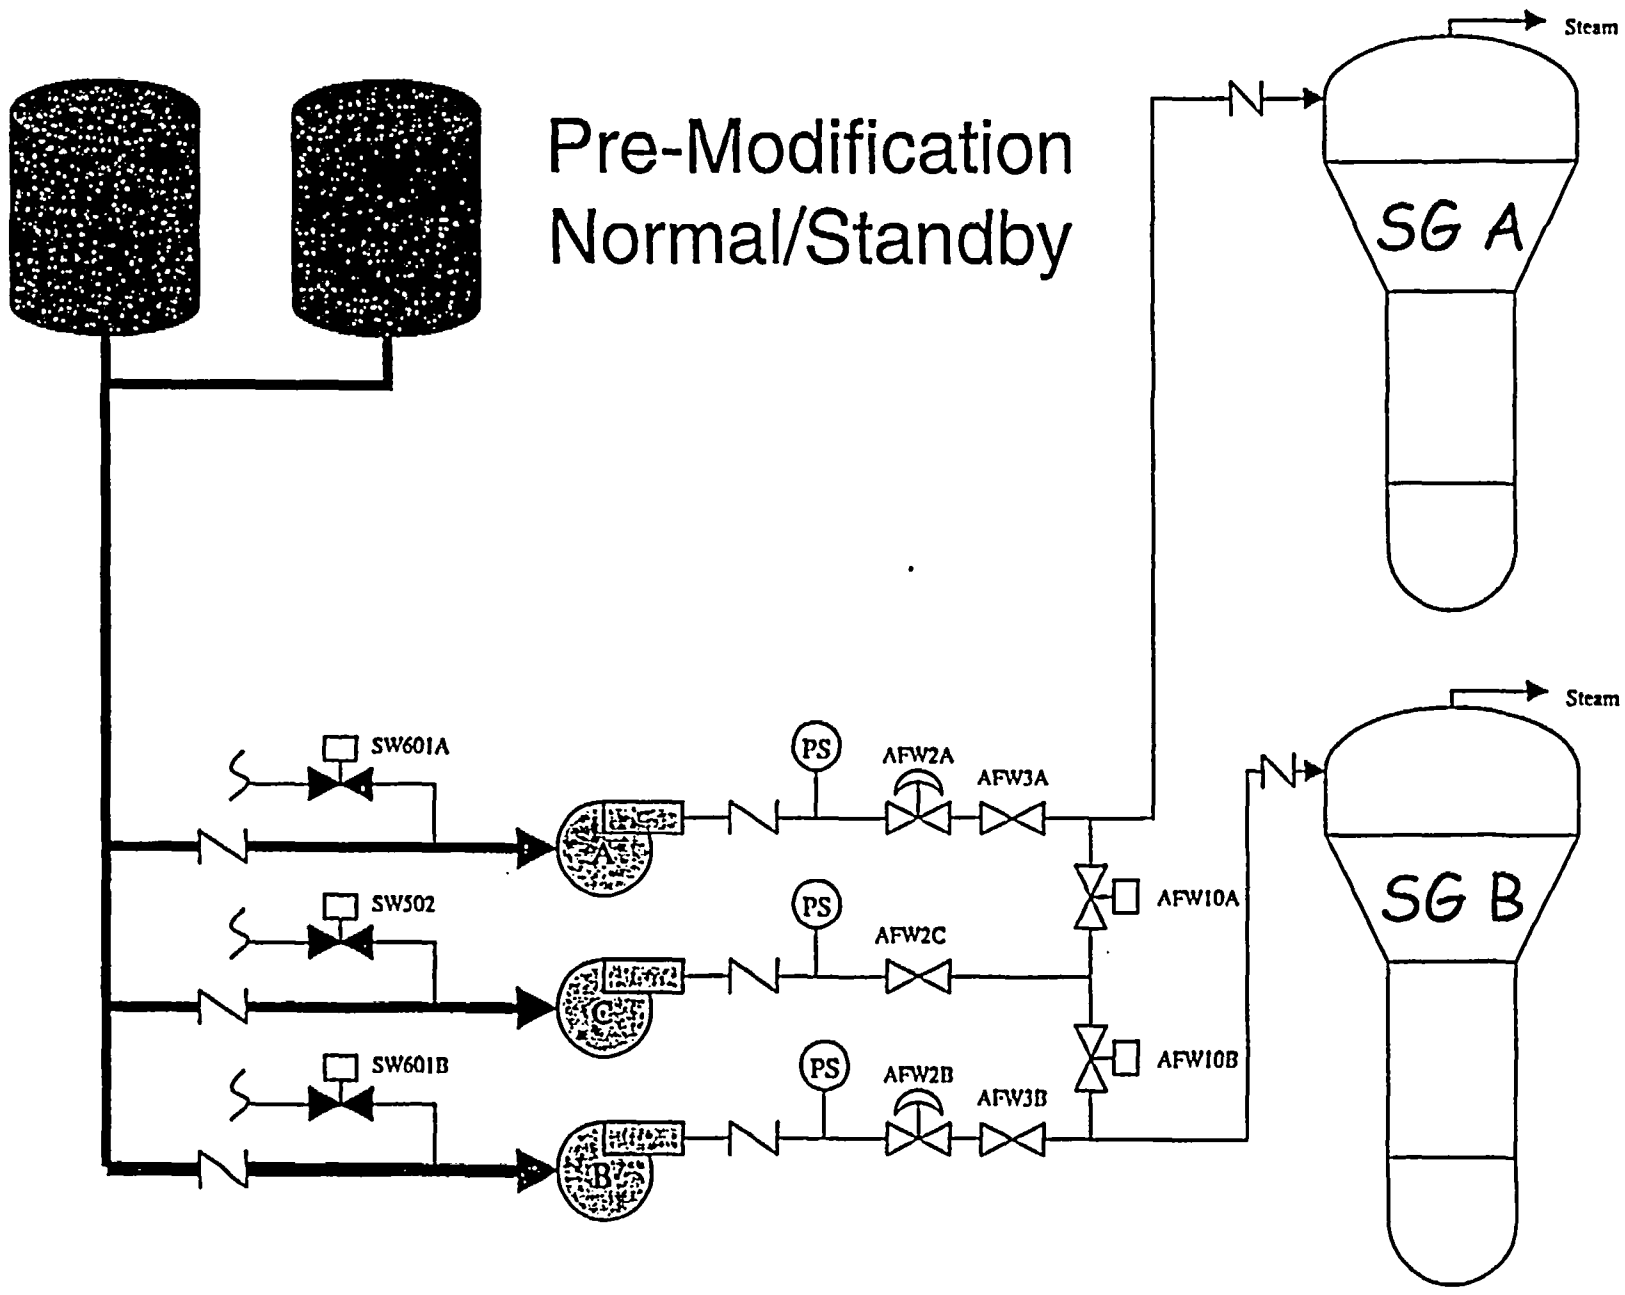 Steam
Pre-Modification
Normal/Standby
SG A
Steam
SW601A
PS
AFW2A
AFW3A
A
AFW10A
SG B
SW502
PS
AFW2C
C
AFW10B
SW601B
PS
AFW2B
AFW3B
B